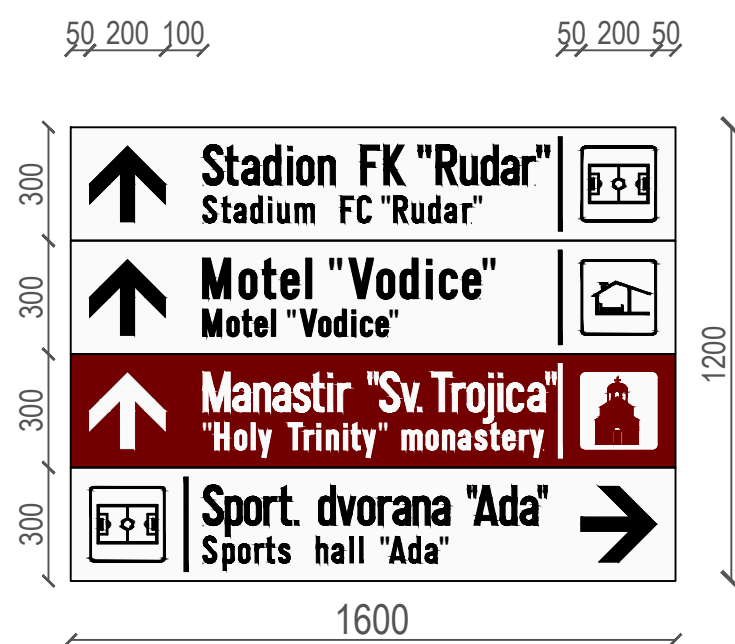 50 200 100 50 200 50
300
Stadion FK "Rudar"
Stadium FC "Rudar"
300
Motel "Vodice"
Motel "Vodice"
1200
300
Manastir "Sv. Trojica"
"Holy Trinity" monastery
300
Sport. dvorana "Ada"
Sports hall "Ada"
1600